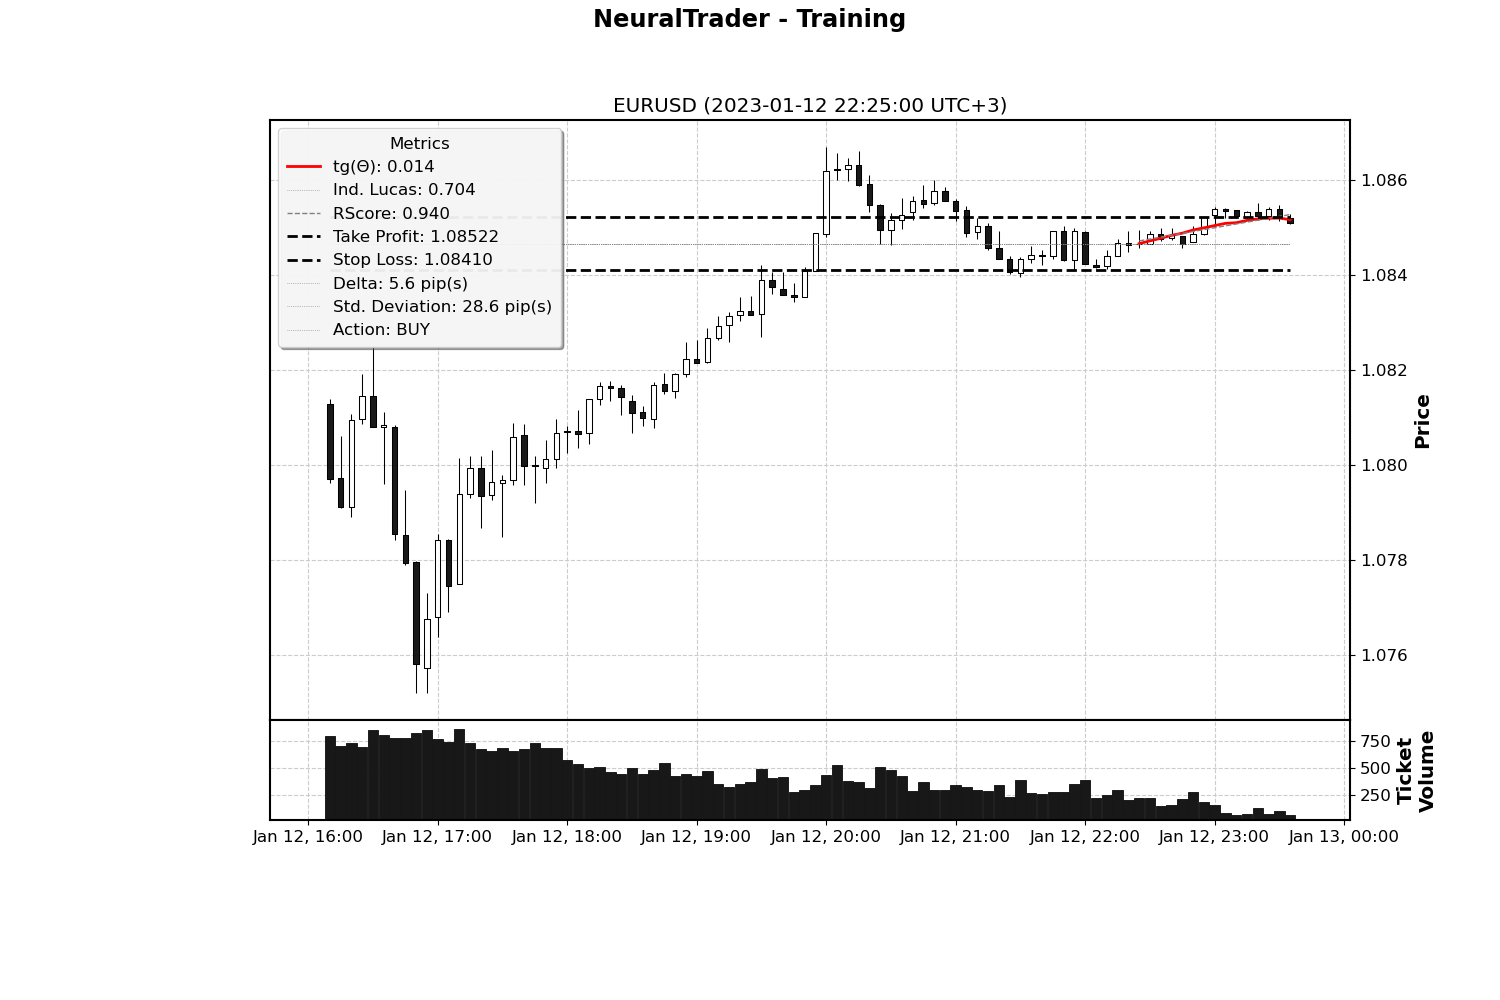 NeuralTrader - Training
EURUSD (2023-01-12 22:25:00 UTC+3)
Metrics
tg(Θ): 0.014
Ind. Lucas: 0.704
RScore: 0.940
Take Profit: 1.08522
Stop Loss: 1.08410
Delta: 5.6 pip(s)
Std. Deviation: 28.6 pip(s)
Action: BUY
1.086
1.084
1.082
1.080
1.078
1.076
Price
750
500
250
Ticket
Volume
Jan 12, 16:00
Jan 12, 17:00
Jan 12, 18:00
Jan 12, 19:00
Jan 12, 20:00
Jan 12, 21:00
Jan 12, 22:00
Jan 12, 23:00
Jan 13, 00:00